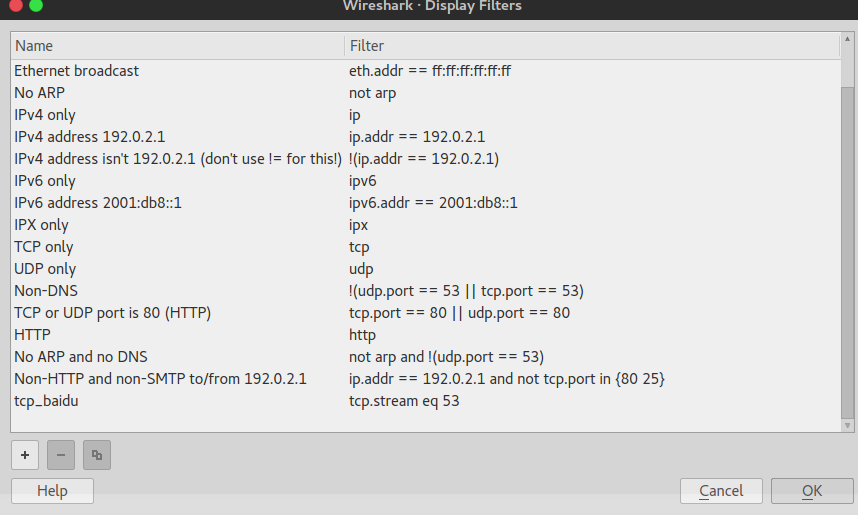 Wireshark · Display Filters
Name Filter
Ethernet broadcast eth.addr == ff:ff:ff:ff:ff:ff
No ARP not arp
IPv4 only ip
IPv4 address 192.0.2.1 ip.addr == 192.0.2.1
IPv4 address isn't 192.0.2.1 (don't use != for this!) !(ip.addr == 192.0.2.1)
IPv6 only ipv6
IPv6 address 2001:db8::1 ipv6.addr == 2001:db8::1
IPX only ipx
TCP only tcp
UDP only udp
Non-DNS !(udp.port == 53 || tcp.port == 53)
TCP or UDP port is 80 (HTTP) tcp.port == 80 || udp.port == 80
HTTP http
No ARP and no DNS not arp and !(udp.port == 53)
Non-HTTP and non-SMTP to/from 192.0.2.1 ip.addr == 192.0.2.1 and not tcp.port in {80 25}
tcp_baidu tcp.stream eq 53
Help Cancel OK